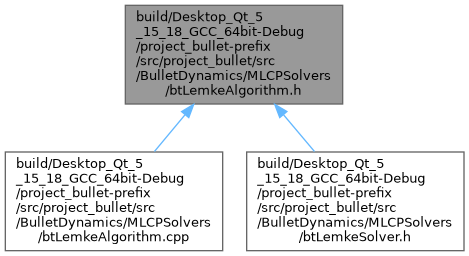 build/Desktop_Qt_5
_15_18_GCC_64bit-Debug
/project_bullet-prefix
/src/project_bullet/src
/BulletDynamics/MLCPSolvers
/btLemkeAlgorithm.h
build/Desktop_Qt_5
_15_18_GCC_64bit-Debug
/project_bullet-prefix
/src/project_bullet/src
/BulletDynamics/MLCPSolvers
/btLemkeAlgorithm.cpp
build/Desktop_Qt_5
_15_18_GCC_64bit-Debug
/project_bullet-prefix
/src/project_bullet/src
/BulletDynamics/MLCPSolvers
/btLemkeSolver.h